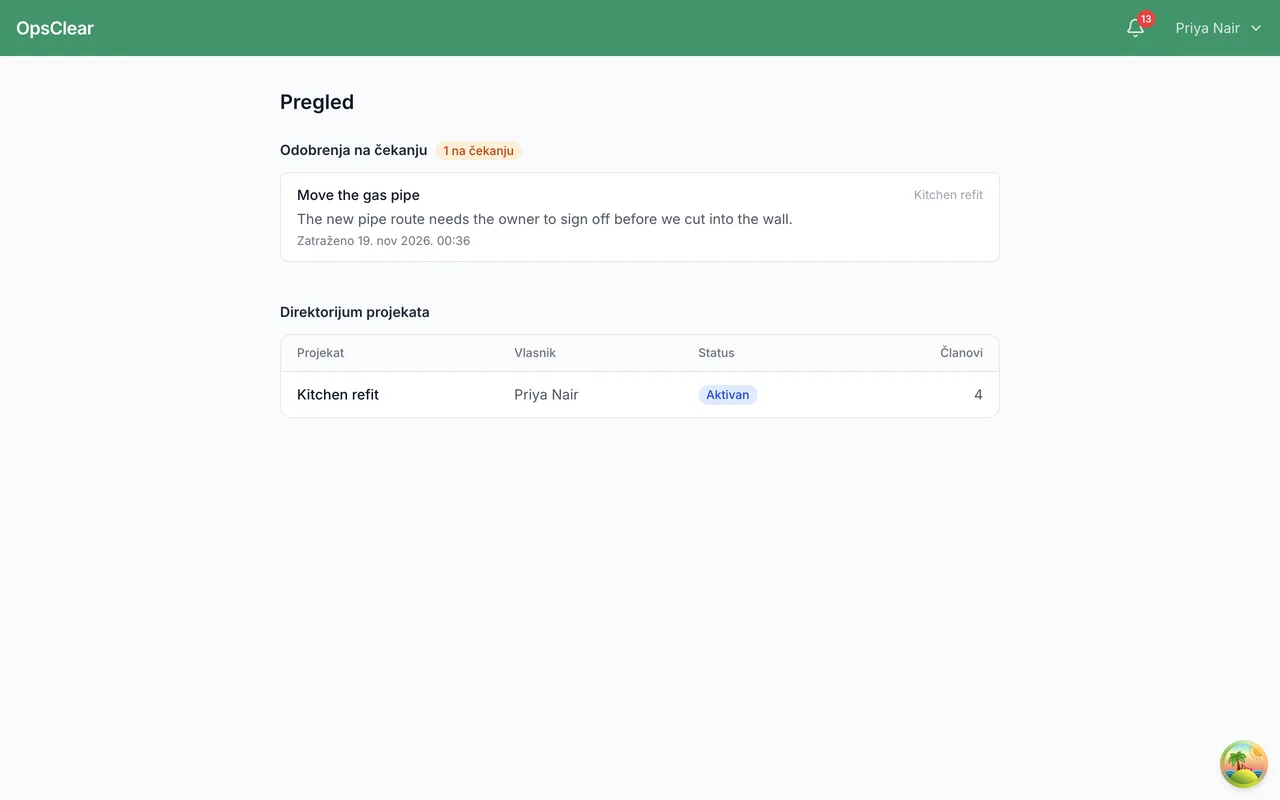 OpsClear
13
Priya Nair
Pregled
Odobrenja na čekanju
1 na čekanju
Move the gas pipe
Kitchen refit
The new pipe route needs the owner to sign off before we cut into the wall.
Zatraženo 19. nov 2026. 00:36
Direktorijum projekata
Projekat Vlasnik Status Članovi
Kitchen refit Priya Nair Aktivan 4